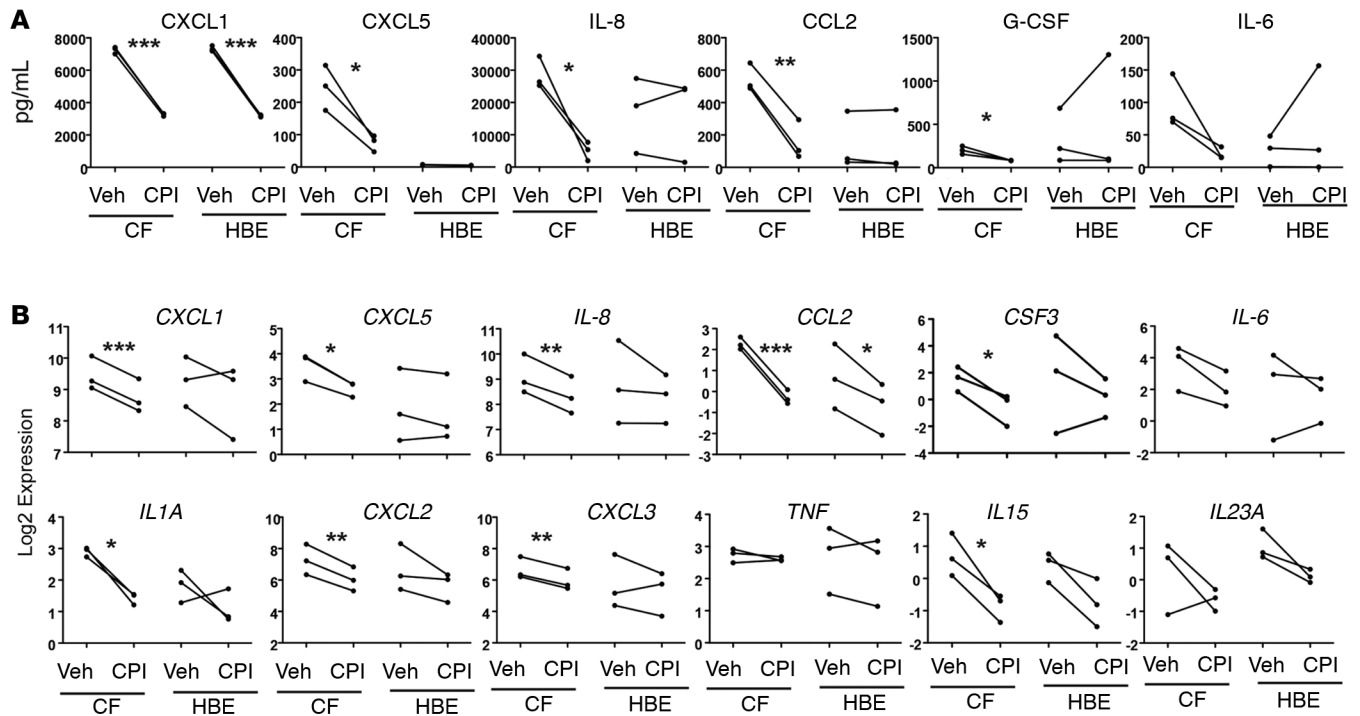 A
CXCL1 CXCL5 IL-8 CCL2 G-CSF IL-6
pg/mL
8000 6000 4000 2000 0
*** ***
400 300 200 100 0
*
40000 30000 20000 10000 0
*
800 600 400 200 0
**
1500 1000 500 0
*
200 150 100 50 0
Veh CPI Veh CPI Veh CPI Veh CPI Veh CPI Veh CPI Veh CPI Veh CPI Veh CPI Veh CPI Veh CPI Veh CPI
CF HBE CF HBE CF HBE CF HBE CF HBE CF HBE
B
CXCL1 CXCL5 IL-8 CCL2 CSF3 IL-6
Log2 Expression
11 10 9 8 7
***
5 4 3 2 1 0
*
11 10 9 8 7 6
**
3 2 1 0 -1 -2 -3
*** *
6 4 2 0 -2 -4
*
6 4 2 0 -2
IL1A CXCL2 CXCL3 TNF IL15 IL23A
4 3 2 1 0
*
10 8 6 4 2
**
10 8 6 4 2
**
4 3 2 1 0
2 1 0 -1 -2
*
2 1 0 -1 -2
Veh CPI Veh CPI Veh CPI Veh CPI Veh CPI Veh CPI Veh CPI Veh CPI Veh CPI Veh CPI Veh CPI Veh CPI
CF HBE CF HBE CF HBE CF HBE CF HBE CF HBE